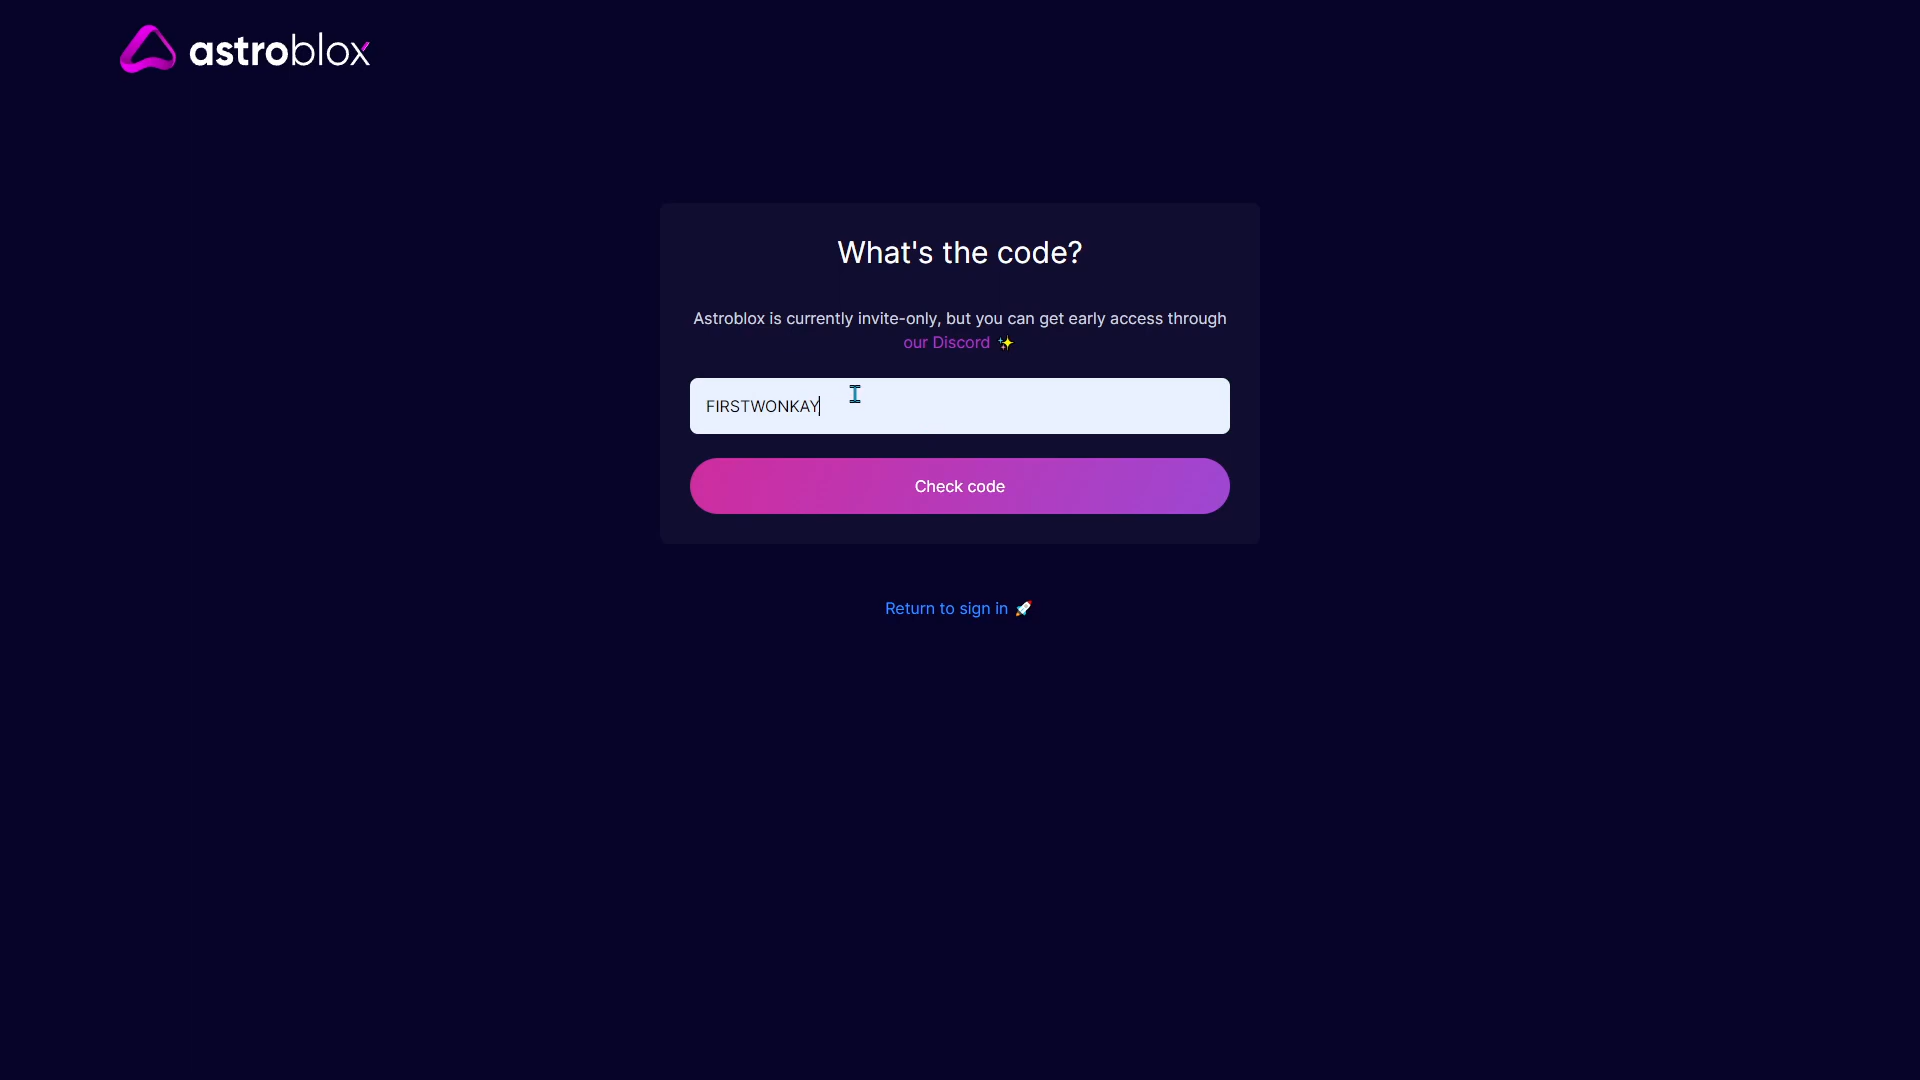 astroblox
What's the code?
Astroblox is currently invite-only, but you can get early access through
our Discord ✨
FIRSTWONKAY
Check code
Return to sign in 🚀